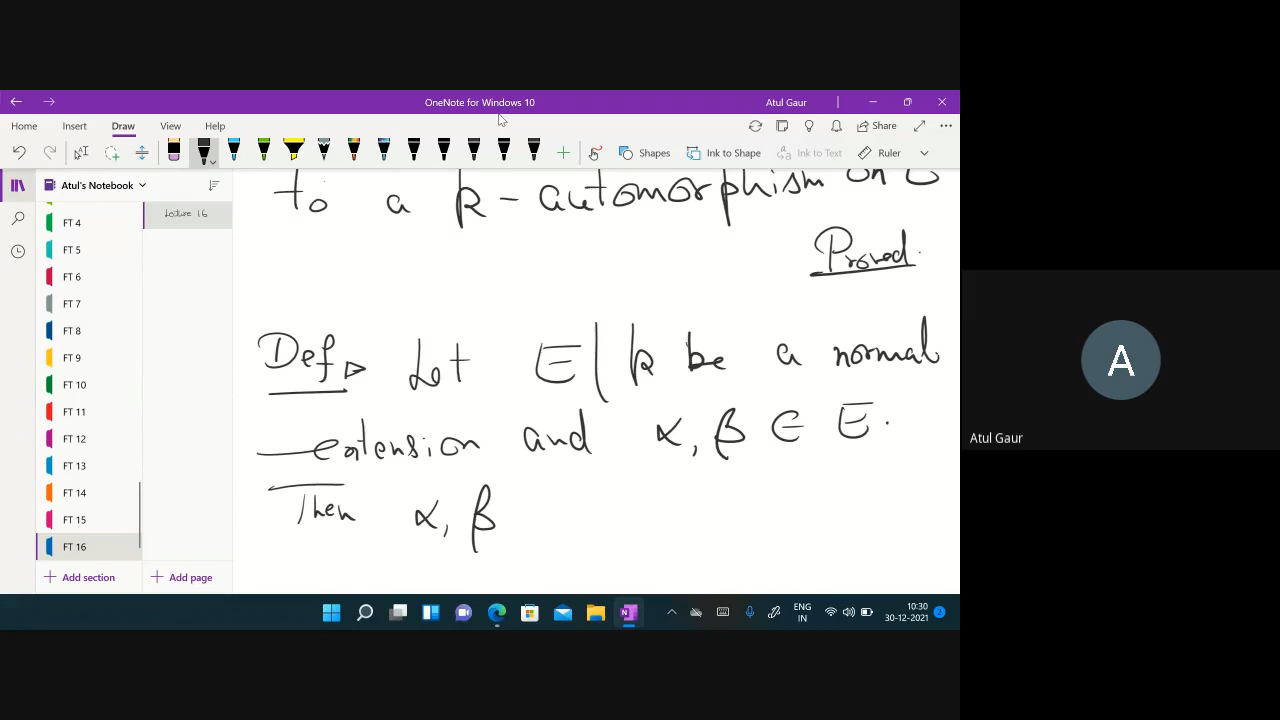 OneNote for Windows 10
Atul Gaur
Home Insert Draw View Help
Share
Shapes Ink to Shape Ink to Text Ruler
Atul's Notebook
Lecture 16
FT 4
FT 5
FT 6
FT 7
FT 8
FT 9
FT 10
FT 11
FT 12
FT 13
FT 14
FT 15
FT 16
Add section Add page
to a k-automorphism on
Proved.
Def Let E|k be a normal
extension and α, β ∈ E.
Then α, β
ENG
IN
10:30
30-12-2021
2
A
Atul Gaur